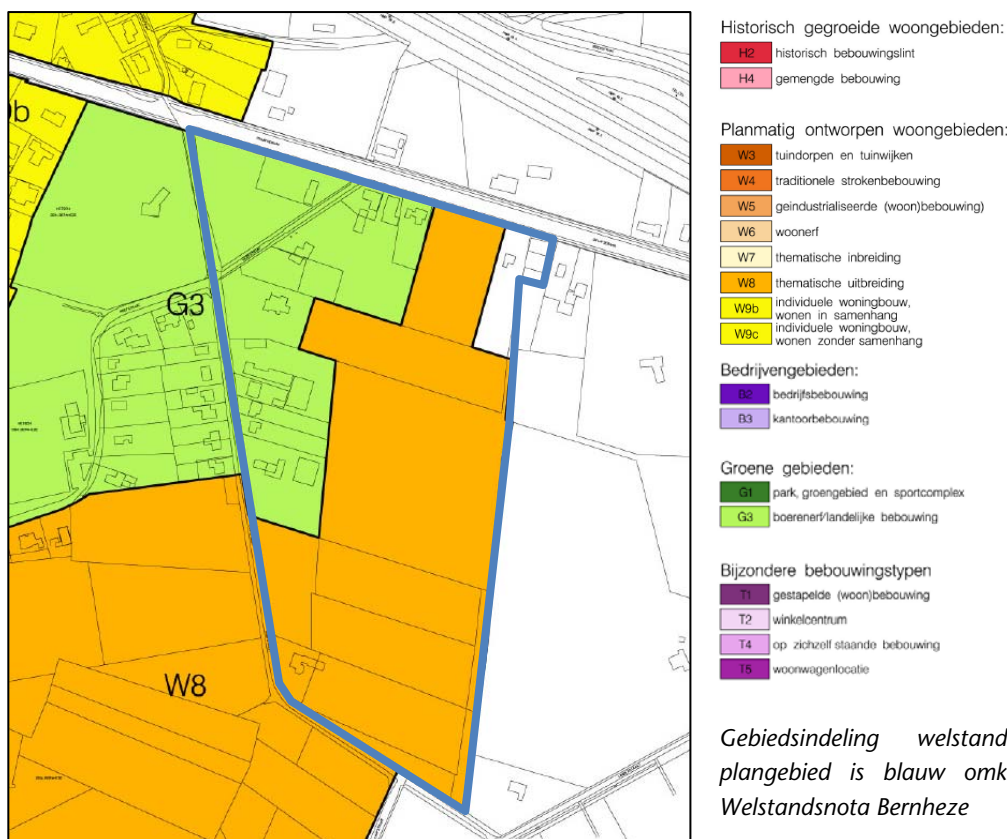 9b
G3
W8
Historisch gegroeide woongebieden:
H2 historisch bebouwingslint
H4 gemengde bebouwing
Planmatig ontworpen woongebieden:
W3 tuindorpen en tuinwijken
W4 traditionele strokenbebouwing
W5 geindustrialiseerde (woon)bebouwing)
W6 woonerf
W7 thematische inbreiding
W8 thematische uitbreiding
W9b individuele woningbouw,
wonen in samenhang
W9c individuele woningbouw,
wonen zonder samenhang
Bedrijvengebieden:
B2 bedrijfsbebouwing
B3 kantoorbebouwing
Groene gebieden:
G1 park, groengebied en sportcomplex
G3 boerenerf/landelijke bebouwing
Bijzondere bebouwingstypen
T1 gestapelde (woon)bebouwing
T2 winkelcentrum
T4 op zichzelf staande bebouwing
T5 woonwagenlocatie
Gebiedsindeling welstand
plangebied is blauw omk
Welstandsnota Bernheze